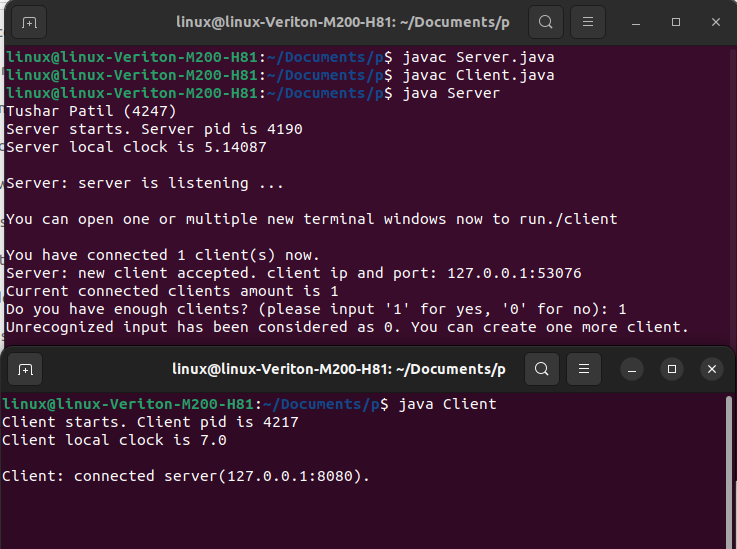 linux@linux-Veriton-M200-H81: ~/Documents/p
linux@linux-Veriton-M200-H81:~/Documents/p$ javac Server.java
linux@linux-Veriton-M200-H81:~/Documents/p$ javac Client.java
linux@linux-Veriton-M200-H81:~/Documents/p$ java Server
Tushar Patil (4247)
Server starts. Server pid is 4190
Server local clock is 5.14087
Server: server is listening ...
You can open one or multiple new terminal windows now to run./client
You have connected 1 client(s) now.
Server: new client accepted. client ip and port: 127.0.0.1:53076
Current connected clients amount is 1
Do you have enough clients? (please input '1' for yes, '0' for no): 1
Unrecognized input has been considered as 0. You can create one more client.
linux@linux-Veriton-M200-H81: ~/Documents/p
linux@linux-Veriton-M200-H81:~/Documents/p$ java Client
Client starts. Client pid is 4217
Client local clock is 7.0
Client: connected server(127.0.0.1:8080).